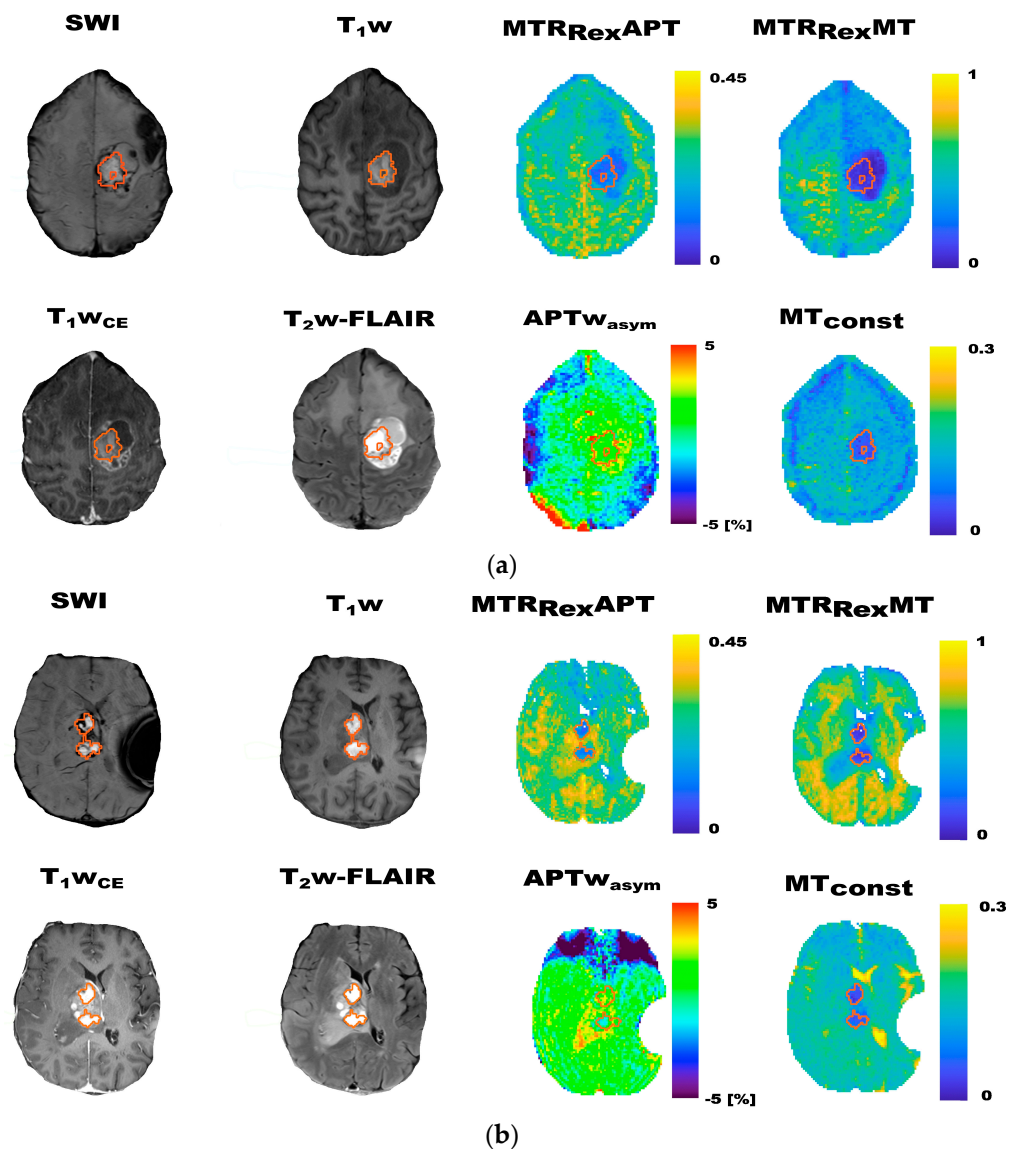 SWI T1w MTRRexAPT MTRRexMT
0.45 1
0 0
T1wCE T2w-FLAIR APTwasym MTconst
5 0.3
-5 [%] 0
(a)
SWI T1w MTRRexAPT MTRRexMT
0.45 1
0 0
T1wCE T2w-FLAIR APTwasym MTconst
5 0.3
-5 [%] 0
(b)